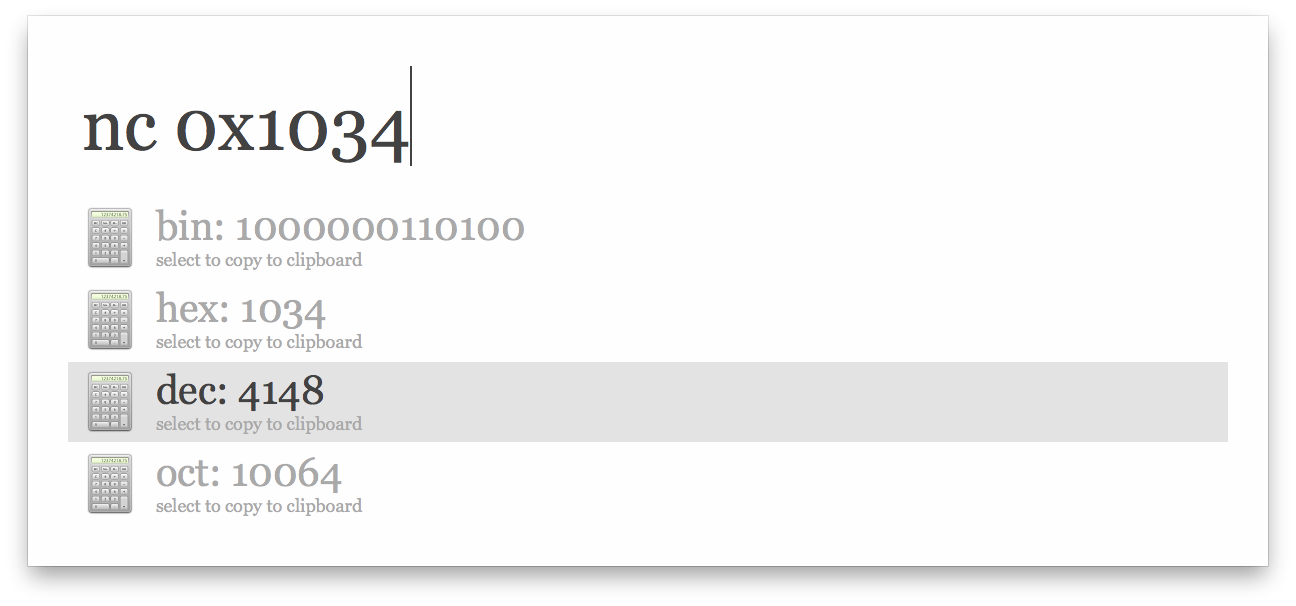 nc 0x1034
bin: 1000000110100
select to copy to clipboard
hex: 1034
select to copy to clipboard
dec: 4148
select to copy to clipboard
oct: 10064
select to copy to clipboard